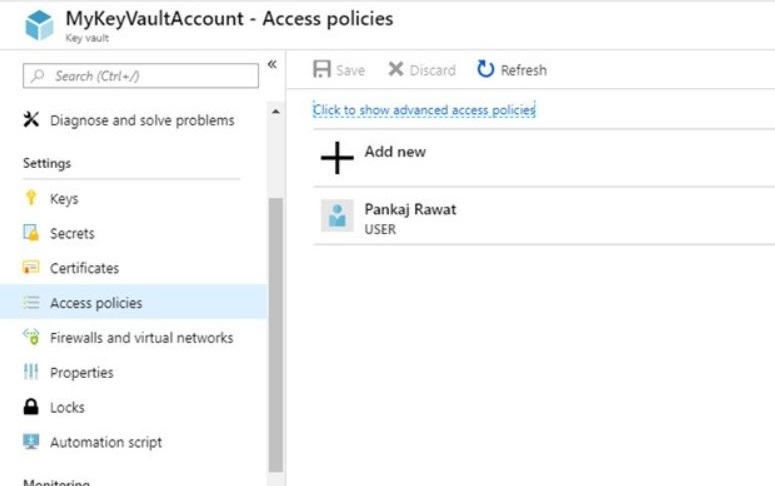 MyKeyVaultAccount - Access policies
Key vault
Search (Ctrl+/)
«
Diagnose and solve problems
Settings
Keys
Secrets
Certificates
Access policies
Firewalls and virtual networks
Properties
Locks
Automation script
Monitoring
Save Discard Refresh
Click to show advanced access policies
Add new
Pankaj Rawat
USER